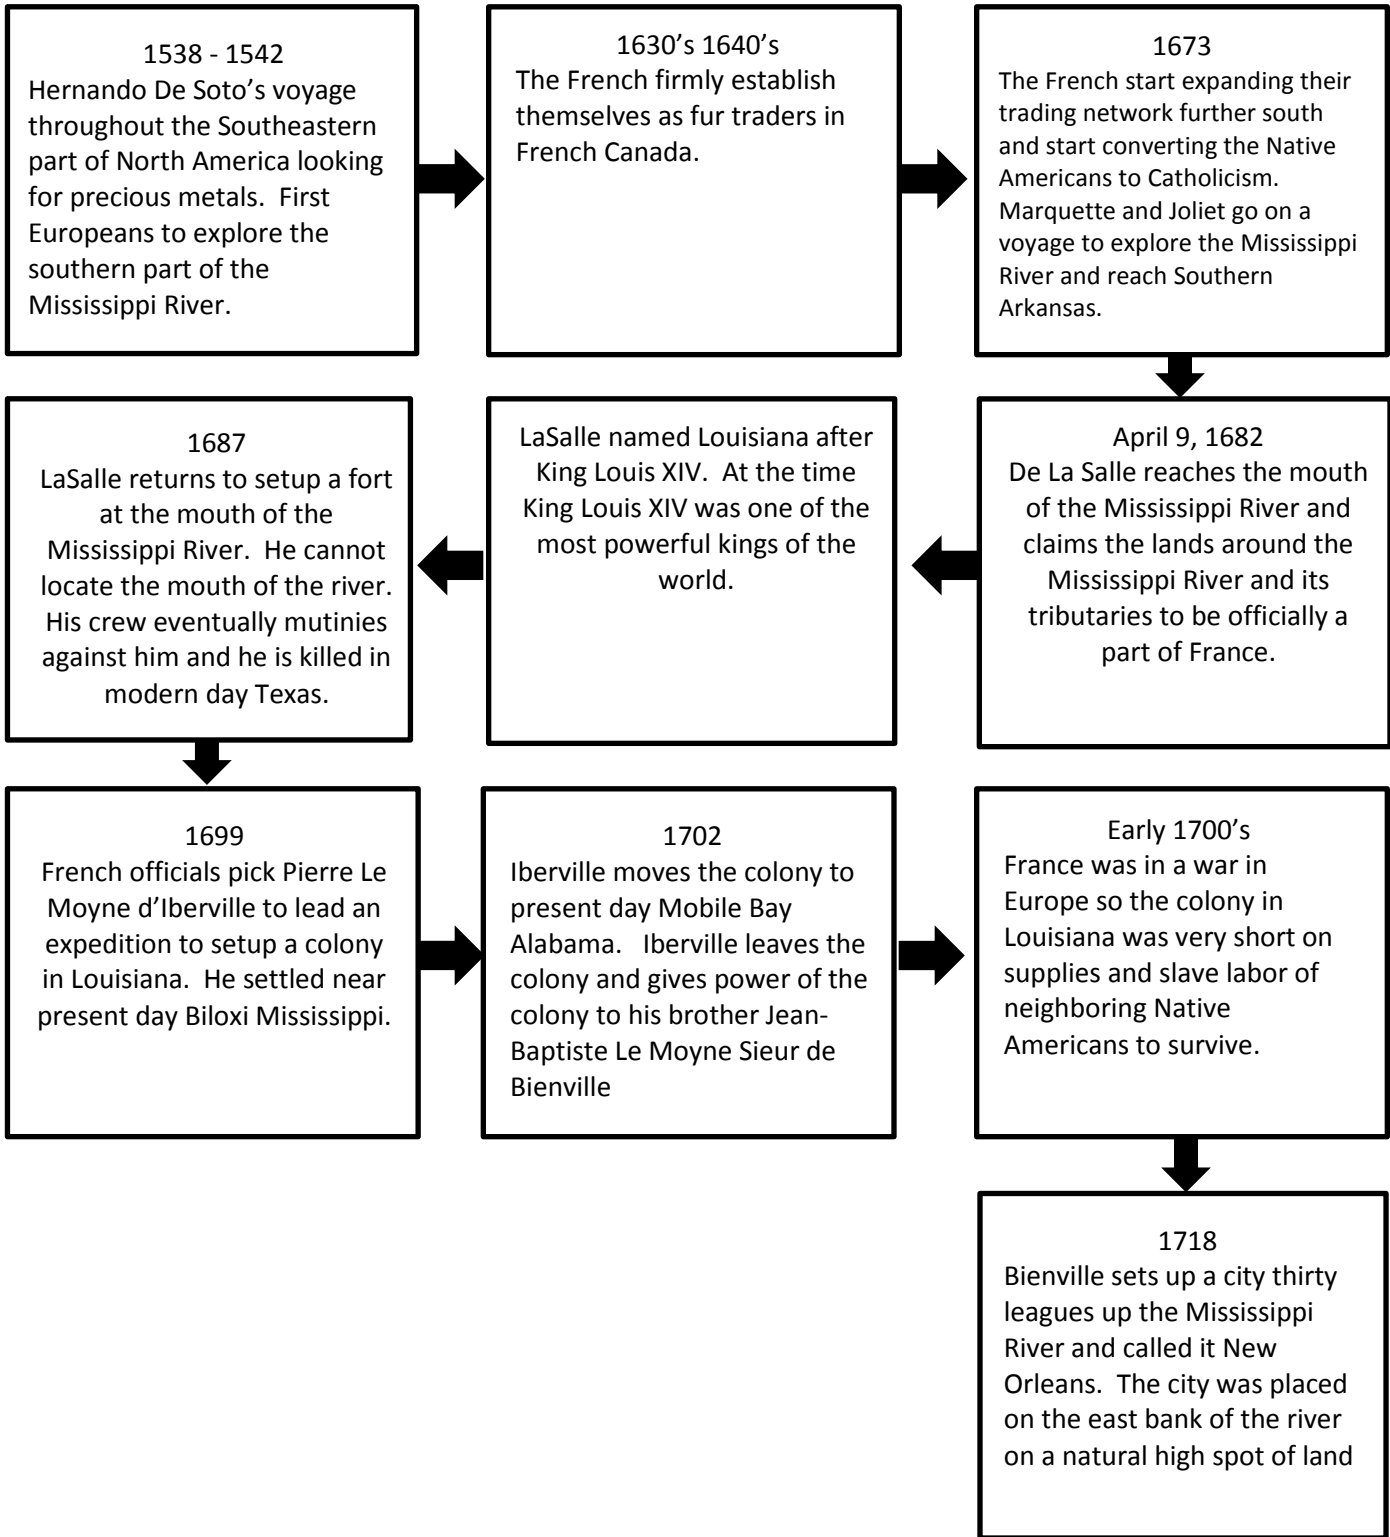 1538 - 1542
Hernando De Soto’s voyage
throughout the Southeastern
part of North America looking
for precious metals.  First
Europeans to explore the
southern part of the
Mississippi River.
1630’s 1640’s
The French firmly establish
themselves as fur traders in
French Canada.
1673
The French start expanding their
trading network further south
and start converting the Native
Americans to Catholicism.
Marquette and Joliet go on a
voyage to explore the Mississippi
River and reach Southern
Arkansas.
April 9, 1682
De La Salle reaches the mouth
of the Mississippi River and
claims the lands around the
Mississippi River and its
tributaries to be officially a
part of France.
LaSalle named Louisiana after
King Louis XIV.  At the time
King Louis XIV was one of the
most powerful kings of the
world.
1687
LaSalle returns to setup a fort
at the mouth of the
Mississippi River.  He cannot
locate the mouth of the river.
His crew eventually mutinies
against him and he is killed in
modern day Texas.
1699
French officials pick Pierre Le
Moyne d’Iberville to lead an
expedition to setup a colony
in Louisiana.  He settled near
present day Biloxi Mississippi.
1702
Iberville moves the colony to
present day Mobile Bay
Alabama.   Iberville leaves the
colony and gives power of the
colony to his brother Jean-
Baptiste Le Moyne Sieur de
Bienville
Early 1700’s
France was in a war in
Europe so the colony in
Louisiana was very short on
supplies and slave labor of
neighboring Native
Americans to survive.
1718
Bienville sets up a city thirty
leagues up the Mississippi
River and called it New
Orleans.  The city was placed
on the east bank of the river
on a natural high spot of land